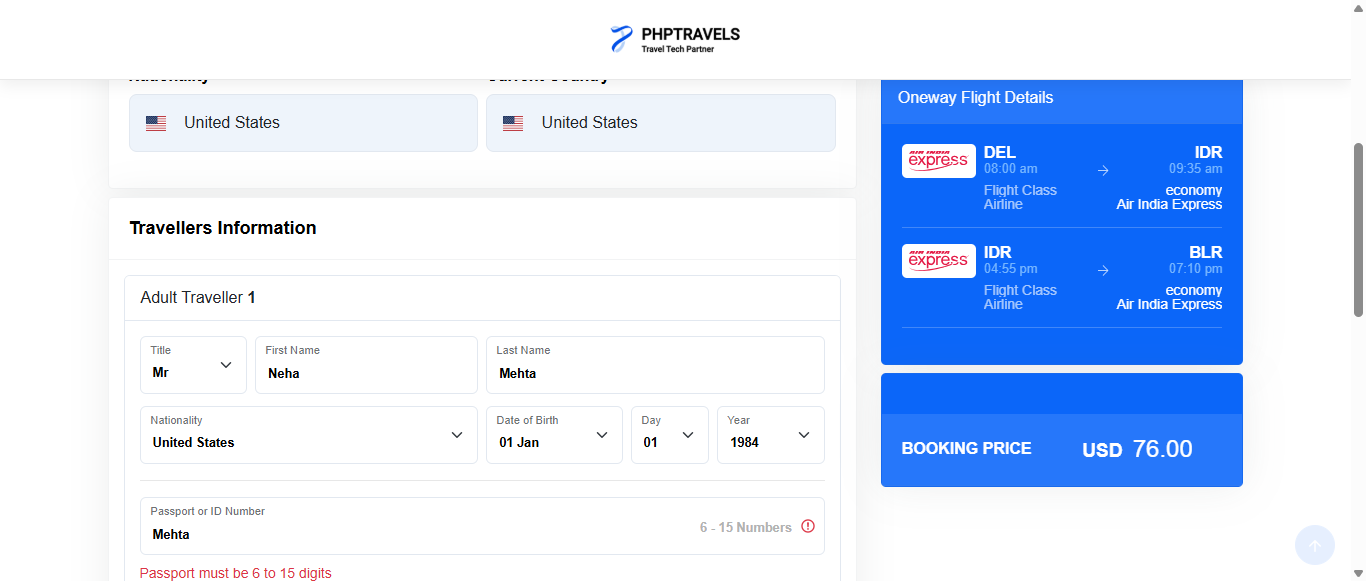 PHPTRAVELS
Travel Tech Partner
Nationality
Current Country
United States
United States
Travellers Information
Adult Traveller 1
Title
Mr
First Name
Neha
Last Name
Mehta
Nationality
United States
Date of Birth
01 Jan
Day
01
Year
1984
Passport or ID Number
Mehta
6 - 15 Numbers
Passport must be 6 to 15 digits
Oneway Flight Details
AIR INDIA
express
DEL
IDR
08:00 am
09:35 am
Flight Class
economy
Airline
Air India Express
AIR INDIA
express
IDR
BLR
04:55 pm
07:10 pm
Flight Class
economy
Airline
Air India Express
BOOKING PRICE
USD 76.00